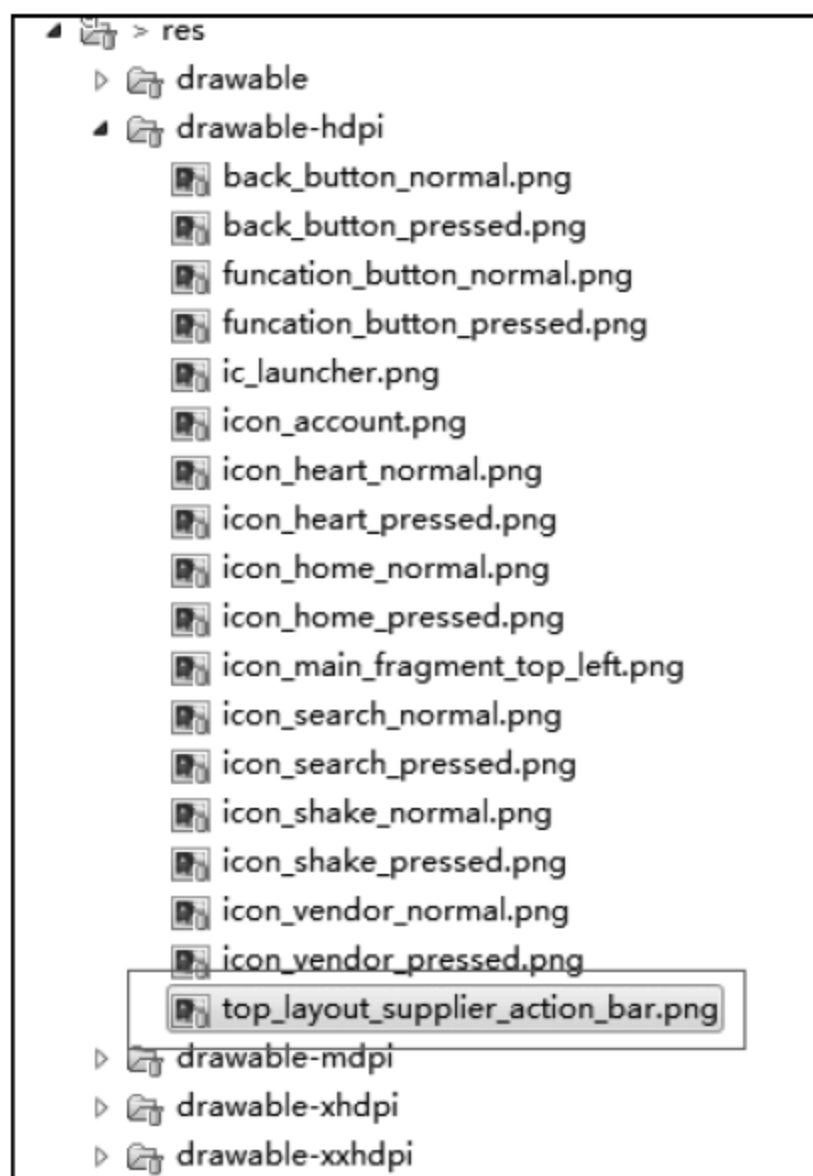 > res
drawable
drawable-hdpi
back_button_normal.png
back_button_pressed.png
funcation_button_normal.png
funcation_button_pressed.png
ic_launcher.png
icon_account.png
icon_heart_normal.png
icon_heart_pressed.png
icon_home_normal.png
icon_home_pressed.png
icon_main_fragment_top_left.png
icon_search_normal.png
icon_search_pressed.png
icon_shake_normal.png
icon_shake_pressed.png
icon_vendor_normal.png
icon_vendor_pressed.png
top_layout_supplier_action_bar.png
drawable-mdpi
drawable-xhdpi
drawable-xxhdpi